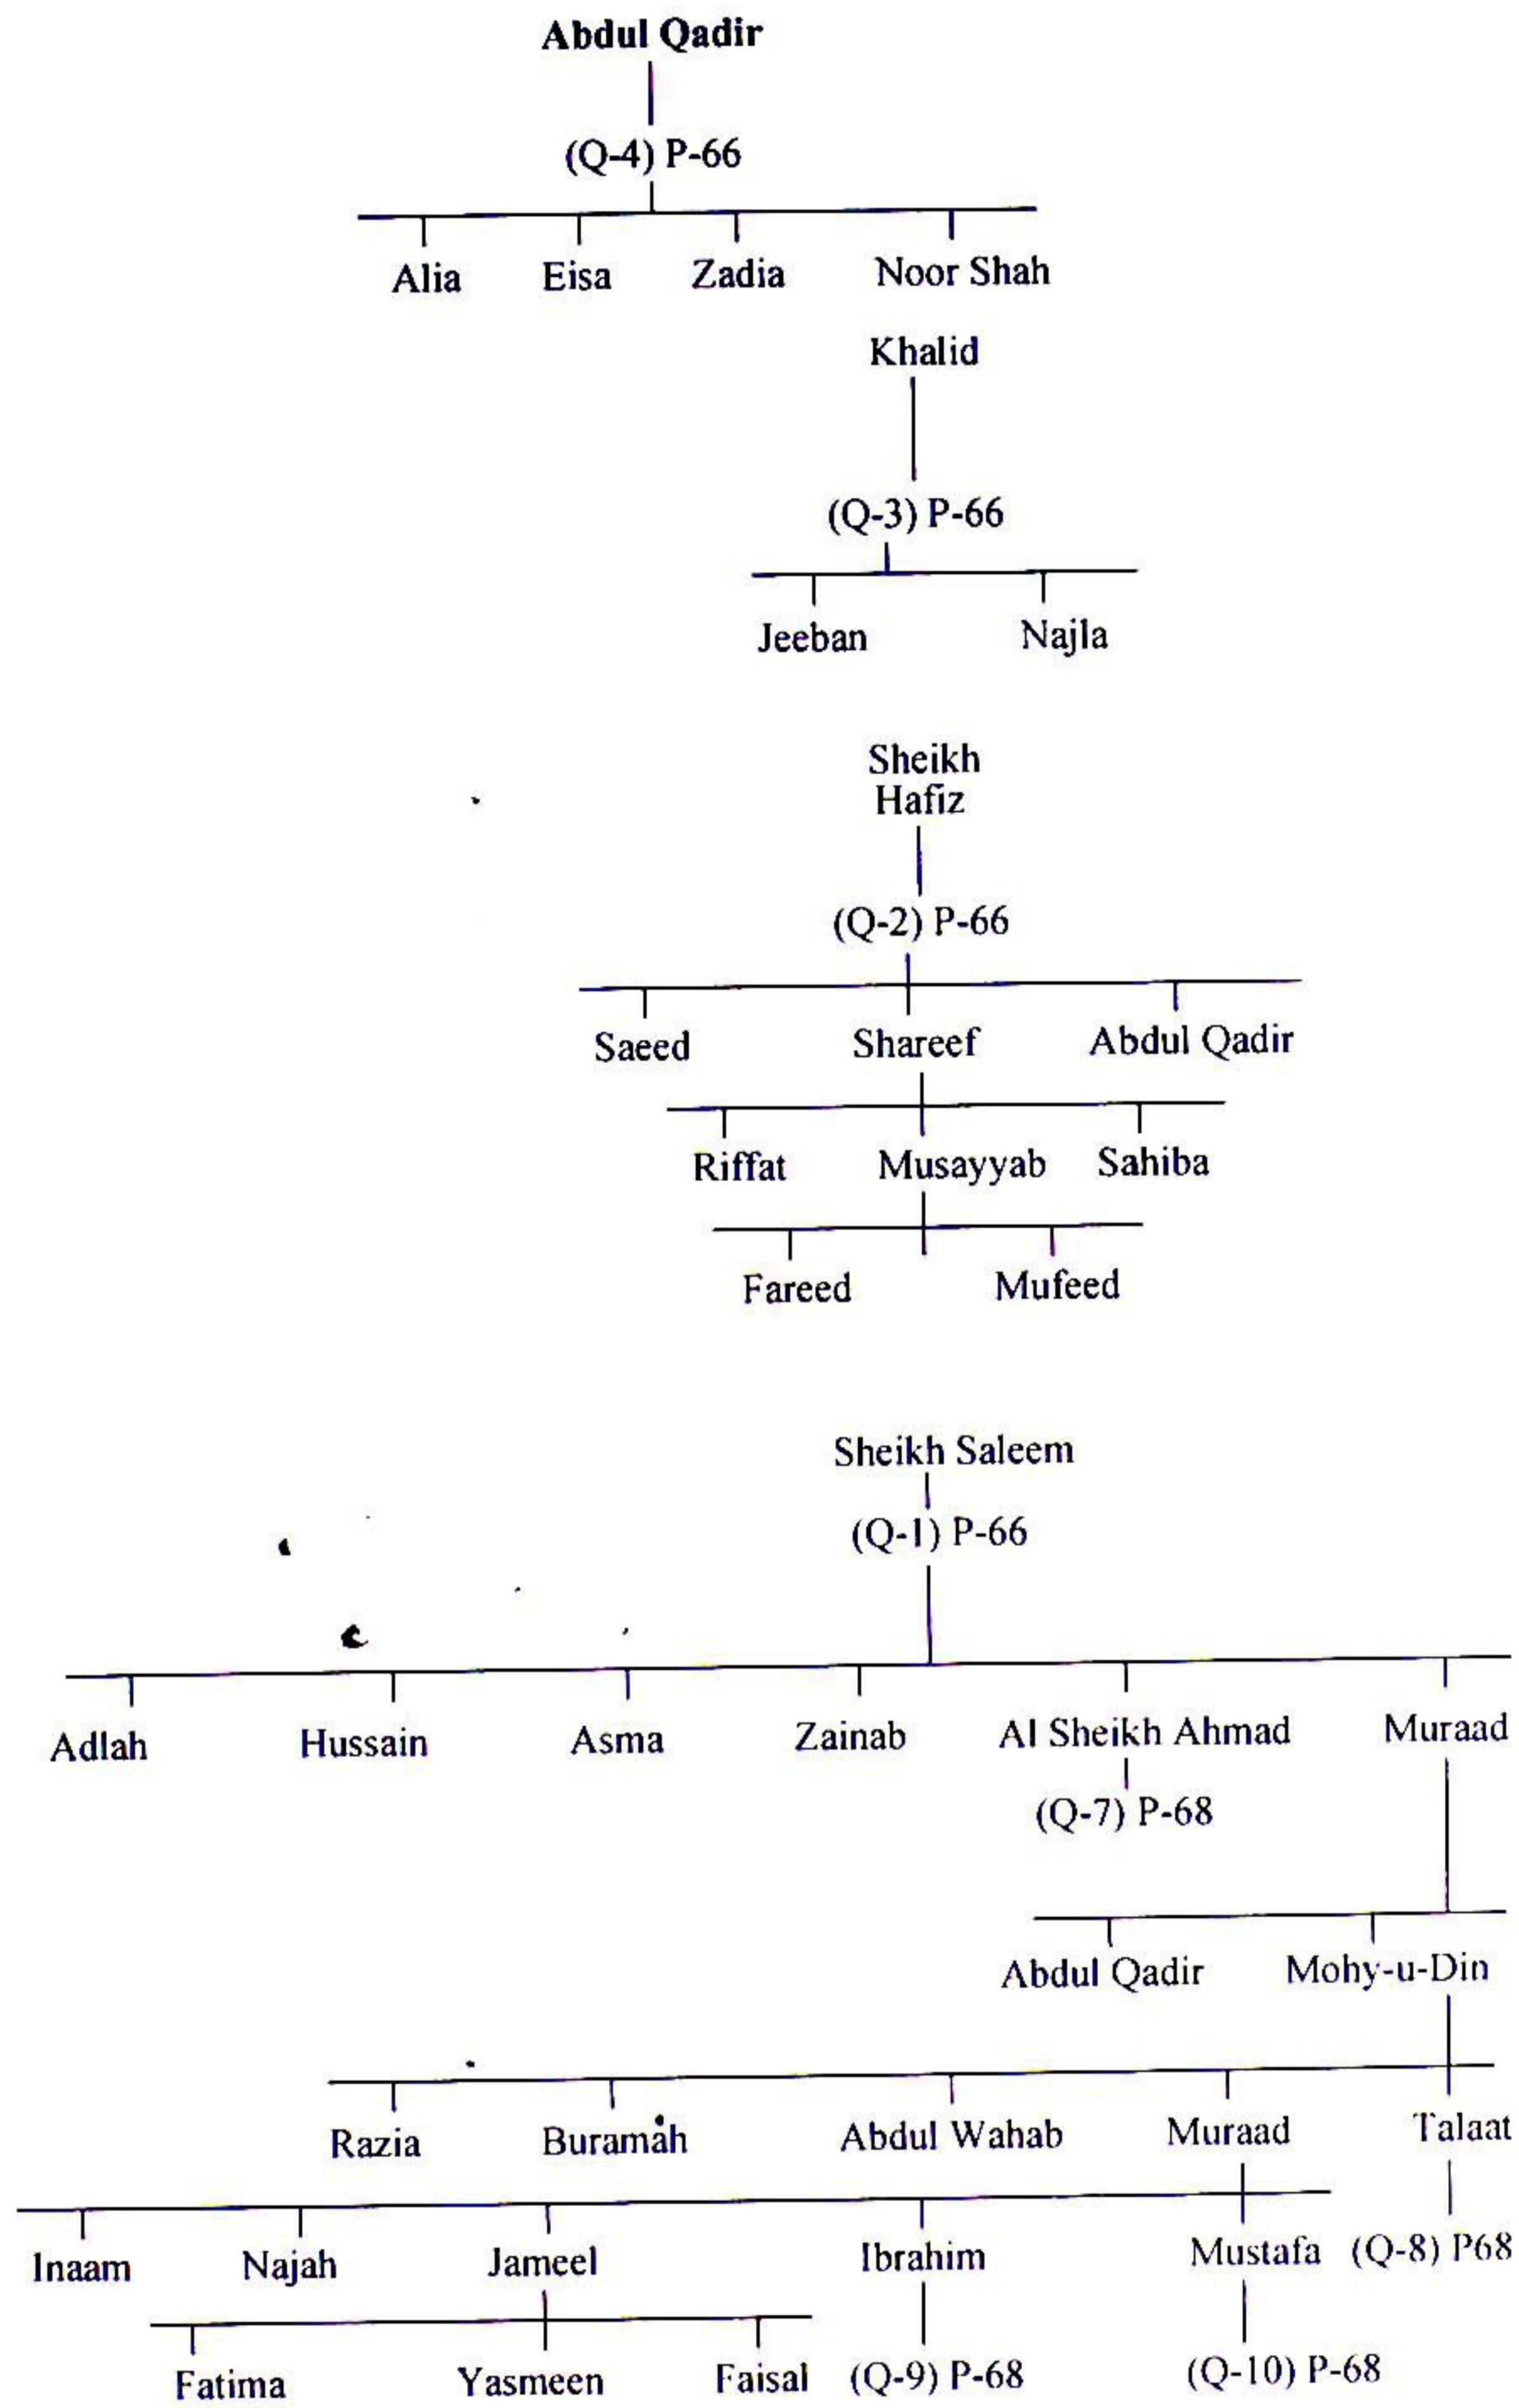 Abdul Qadir
(Q-4) P-66
Alia Eisa Zadia Noor Shah
Khalid
(Q-3) P-66
Jeeban Najla
Sheikh
Hafiz
(Q-2) P-66
Saeed Shareef Abdul Qadir
Riffat Musayyab Sahiba
Fareed Mufeed
Sheikh Saleem
(Q-1) P-66
Adlah Hussain Asma Zainab Al Sheikh Ahmad Muraad
(Q-7) P-68
Abdul Qadir Mohy-u-Din
Razia Buramah Abdul Wahab Muraad Talaat
Inaam Najah Jameel Ibrahim Mustafa (Q-8) P68
Fatima Yasmeen Faisal (Q-9) P-68 (Q-10) P-68